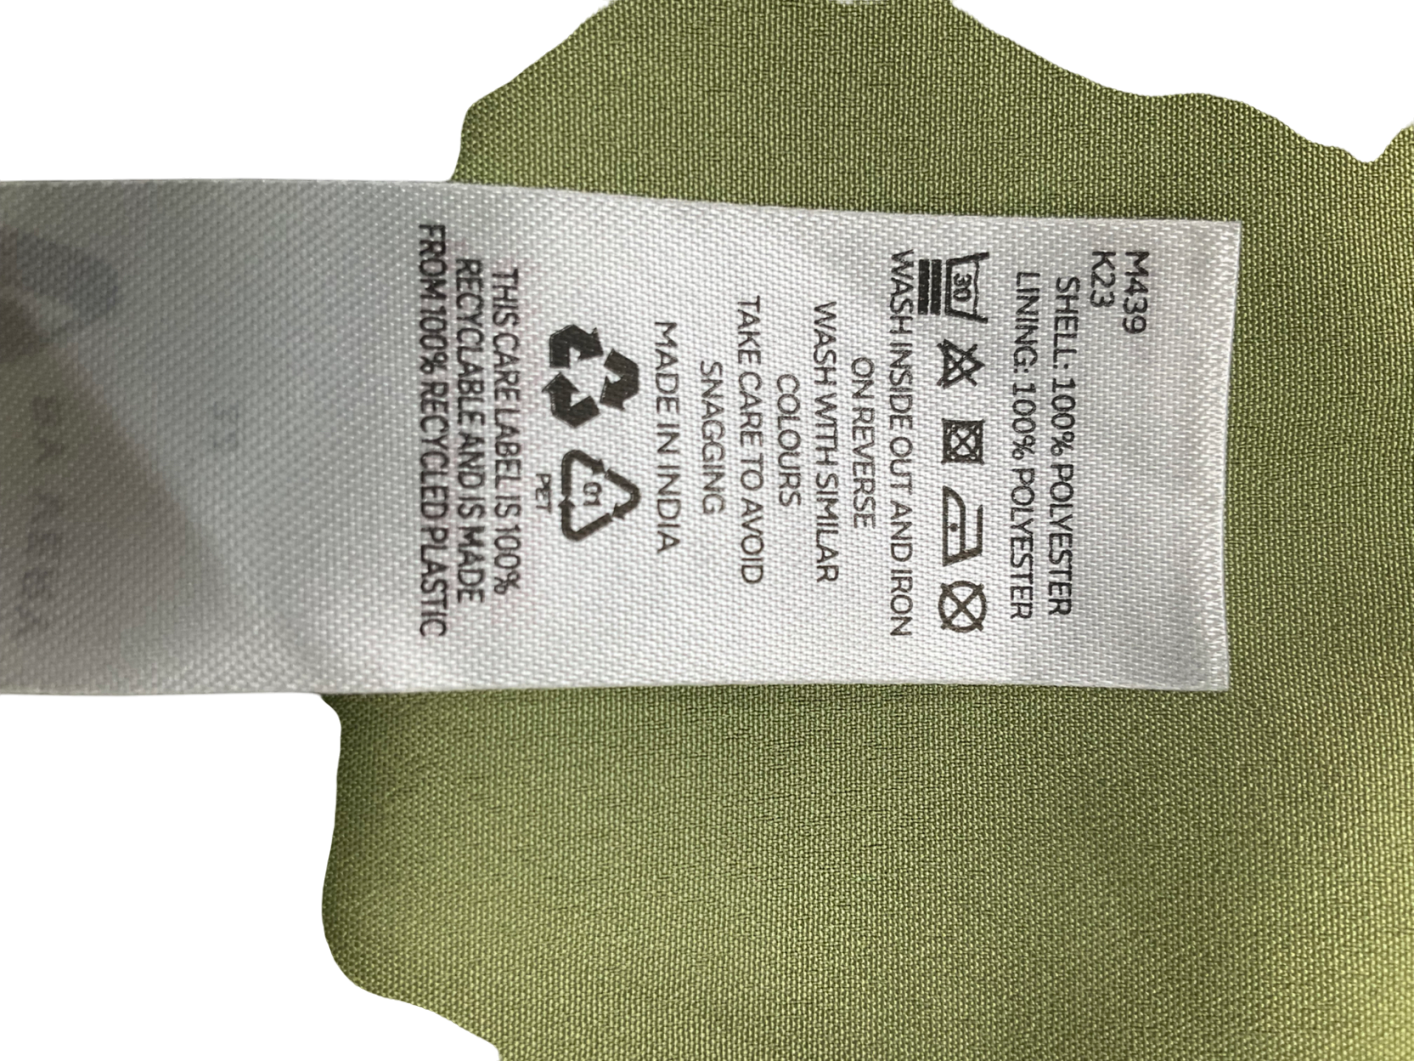 M439
K23
SHELL: 100% POLYESTER
LINING: 100% POLYESTER
30
WASH INSIDE OUT AND IRON
ON REVERSE
WASH WITH SIMILAR
COLOURS
TAKE CARE TO AVOID
SNAGGING
MADE IN INDIA
01
PET
THIS CARE LABEL IS 100%
RECYCLABLE AND IS MADE
FROM 100% RECYCLED PLASTIC